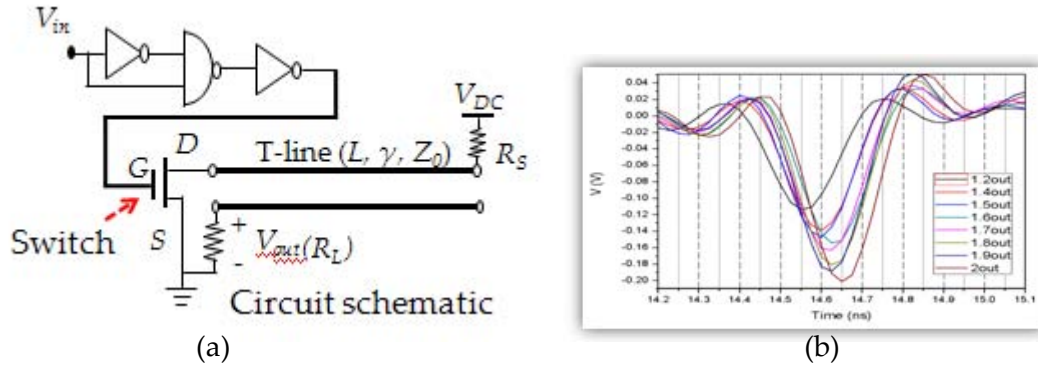 V_in
V_DC
R_S
D
T-line (L, γ, Z_0)
G
Switch
S
+
V_out(R_L)
-
Circuit schematic
(a)
0.04
0.02
0.00
-0.02
-0.04
-0.06
-0.08
-0.10
-0.12
-0.14
-0.16
-0.18
-0.20
V (V)
1.2out
1.4out
1.5out
1.6out
1.7out
1.8out
1.9out
2out
14.2 14.3 14.4 14.5 14.6 14.7 14.8 14.9 15.0 15.1
Time (ns)
(b)